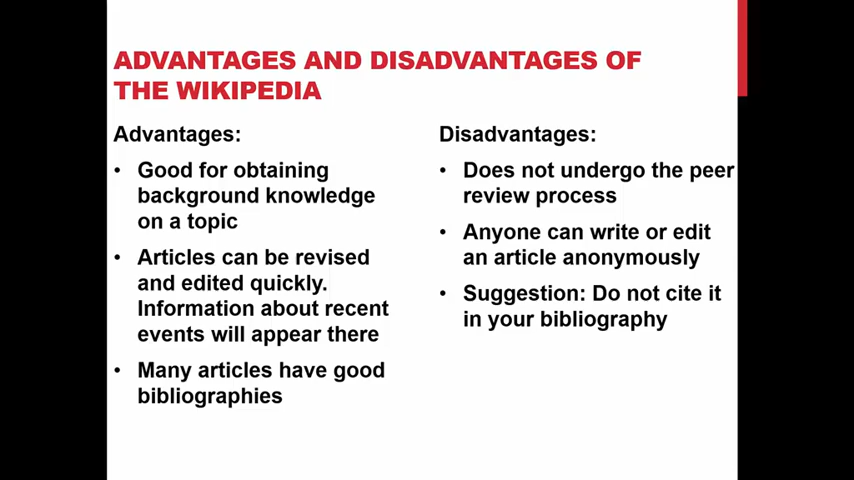 ADVANTAGES AND DISADVANTAGES OF
THE WIKIPEDIA
Advantages:
• Good for obtaining
background knowledge
on a topic
• Articles can be revised
and edited quickly.
Information about recent
events will appear there
• Many articles have good
bibliographies
Disadvantages:
• Does not undergo the peer
review process
• Anyone can write or edit
an article anonymously
• Suggestion: Do not cite it
in your bibliography